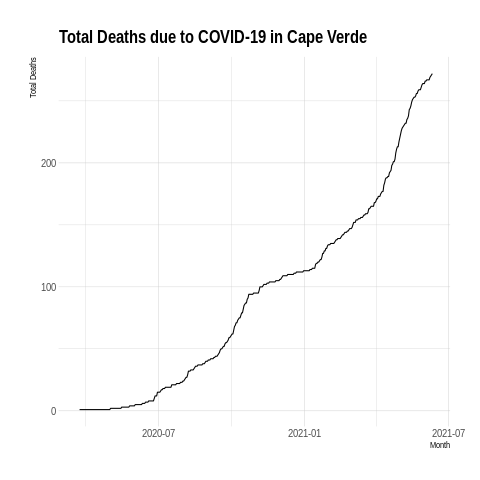 Total Deaths due to COVID-19 in Cape Verde
Total Deaths
200
100
0
2020-07 2021-01 2021-07
Month